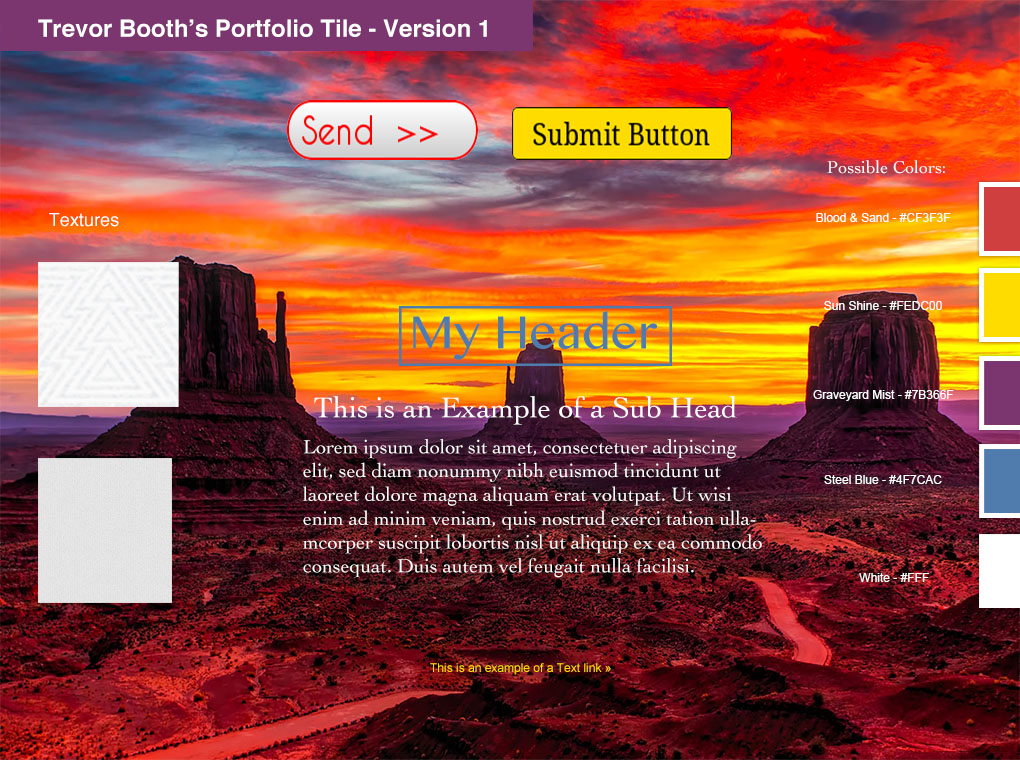 Trevor Booth’s Portfolio Tile - Version 1
Send >>
Submit Button
Possible Colors:
Textures
Blood & Sand - #CF3F3F
Sun Shine - #FEDC00
My Header
Graveyard Mist - #7B366F
This is an Example of a Sub Head
Lorem ipsum dolor sit amet, consectetuer adipiscing
elit, sed diam nonummy nibh euismod tincidunt ut
laoreet dolore magna aliquam erat volutpat. Ut wisi
enim ad minim veniam, quis nostrud exerci tation ulla-
mcorper suscipit lobortis nisl ut aliquip ex ea commodo
consequat. Duis autem vel feugait nulla facilisi.
Steel Blue - #4F7CAC
White - #FFF
This is an example of a Text link »